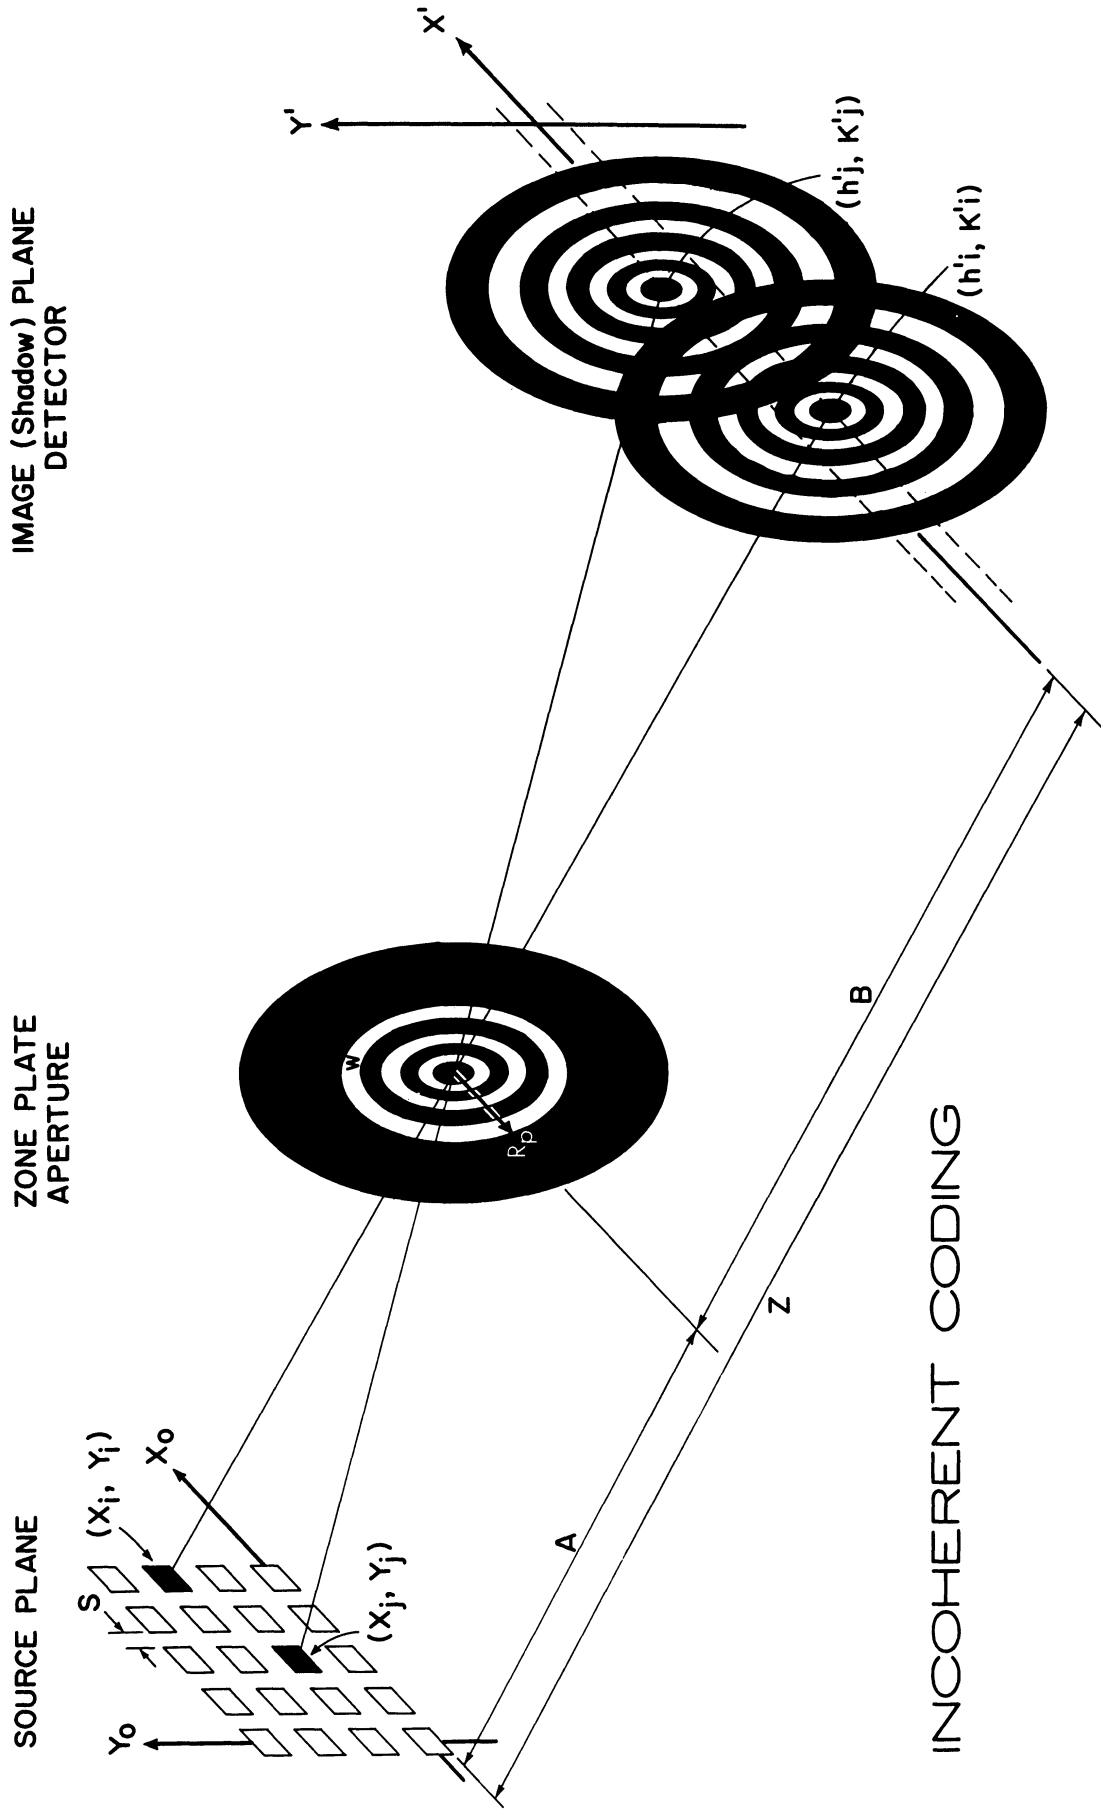 SOURCE PLANE
ZONE PLATE
APERTURE
IMAGE (Shadow) PLANE
DETECTOR
Yo
S
(Xi, Yi)
Xo
(Xj, Yj)
W
Rp
Y'
X'
(h'j, K'j)
(h'i, K'i)
A
B
Z
INCOHERENT CODING